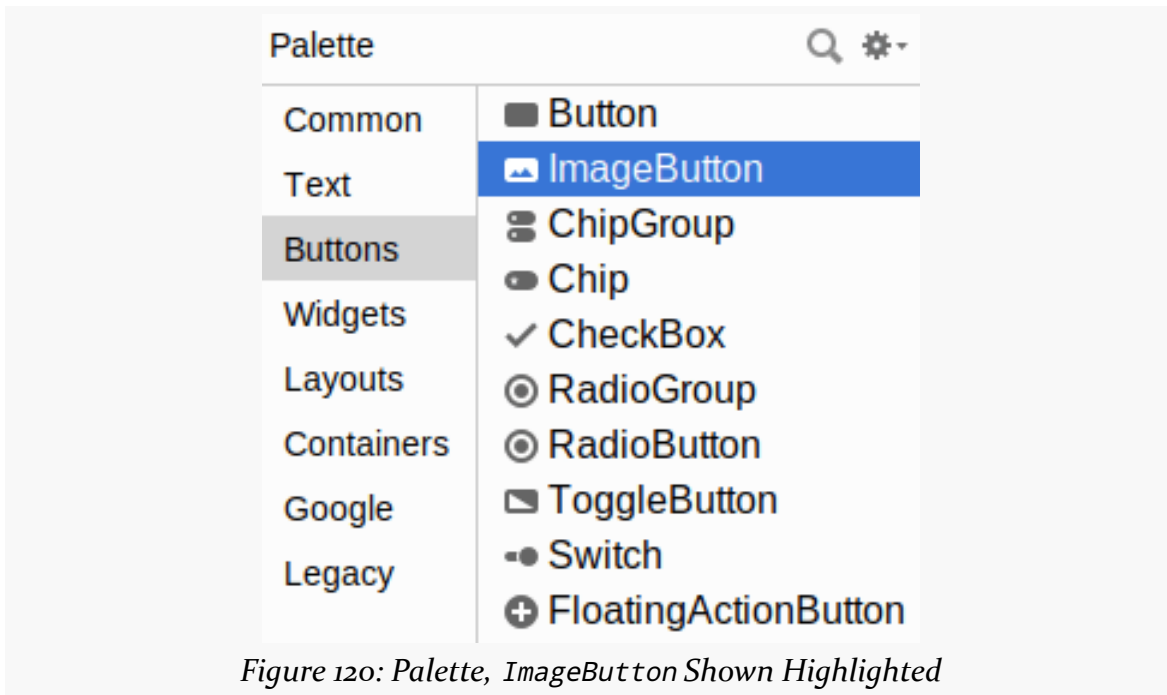 Palette
Common
Text
Buttons
Widgets
Layouts
Containers
Google
Legacy
Button
ImageButton
ChipGroup
Chip
CheckBox
RadioGroup
RadioButton
ToggleButton
Switch
FloatingActionButton
Figure 120: Palette, ImageButton Shown Highlighted